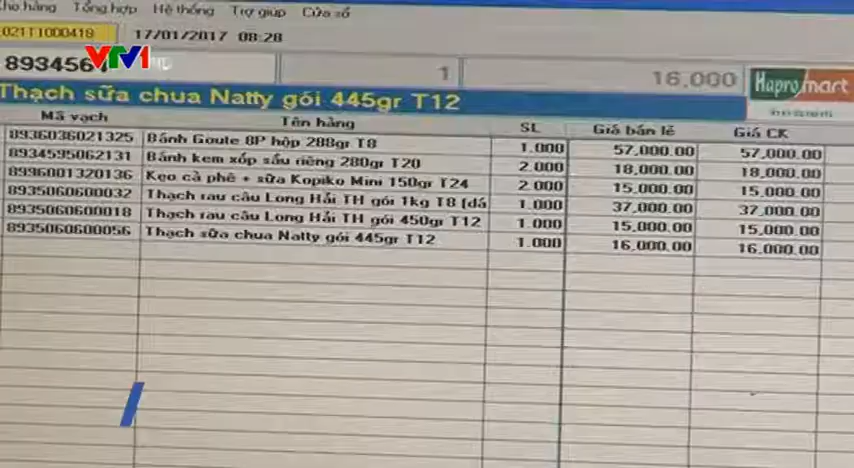 Kho hàng Tổng hợp Hệ thống Trợ giúp Cửa sổ
02111000418 17/01/2017 08:28
VTV1
8934564 1 16,000
Hapromart
Thạch sữa chua Natty gói 445gr T12
Mã vạch Tên hàng SL Giá bán lẻ Giá CK
8936036021325 Bánh Goute 8P hộp 288gr T8 1.000 57,000.00 57,000.00
8934595062131 Bánh kem xốp sầu riêng 280gr T20 2.000 18,000.00 18,000.00
8996001320136 Kẹo cà phê + sữa Kopiko Mini 150gr T24 2.000 15,000.00 15,000.00
8935060600032 Thạch rau câu Long Hải TH gói 1kg T8 (dá 1.000 37,000.00 37,000.00
8935060600018 Thạch rau câu Long Hải TH gói 450gr T12 1.000 15,000.00 15,000.00
8935060600056 Thạch sữa chua Natty gói 445gr T12 1.000 16,000.00 16,000.00